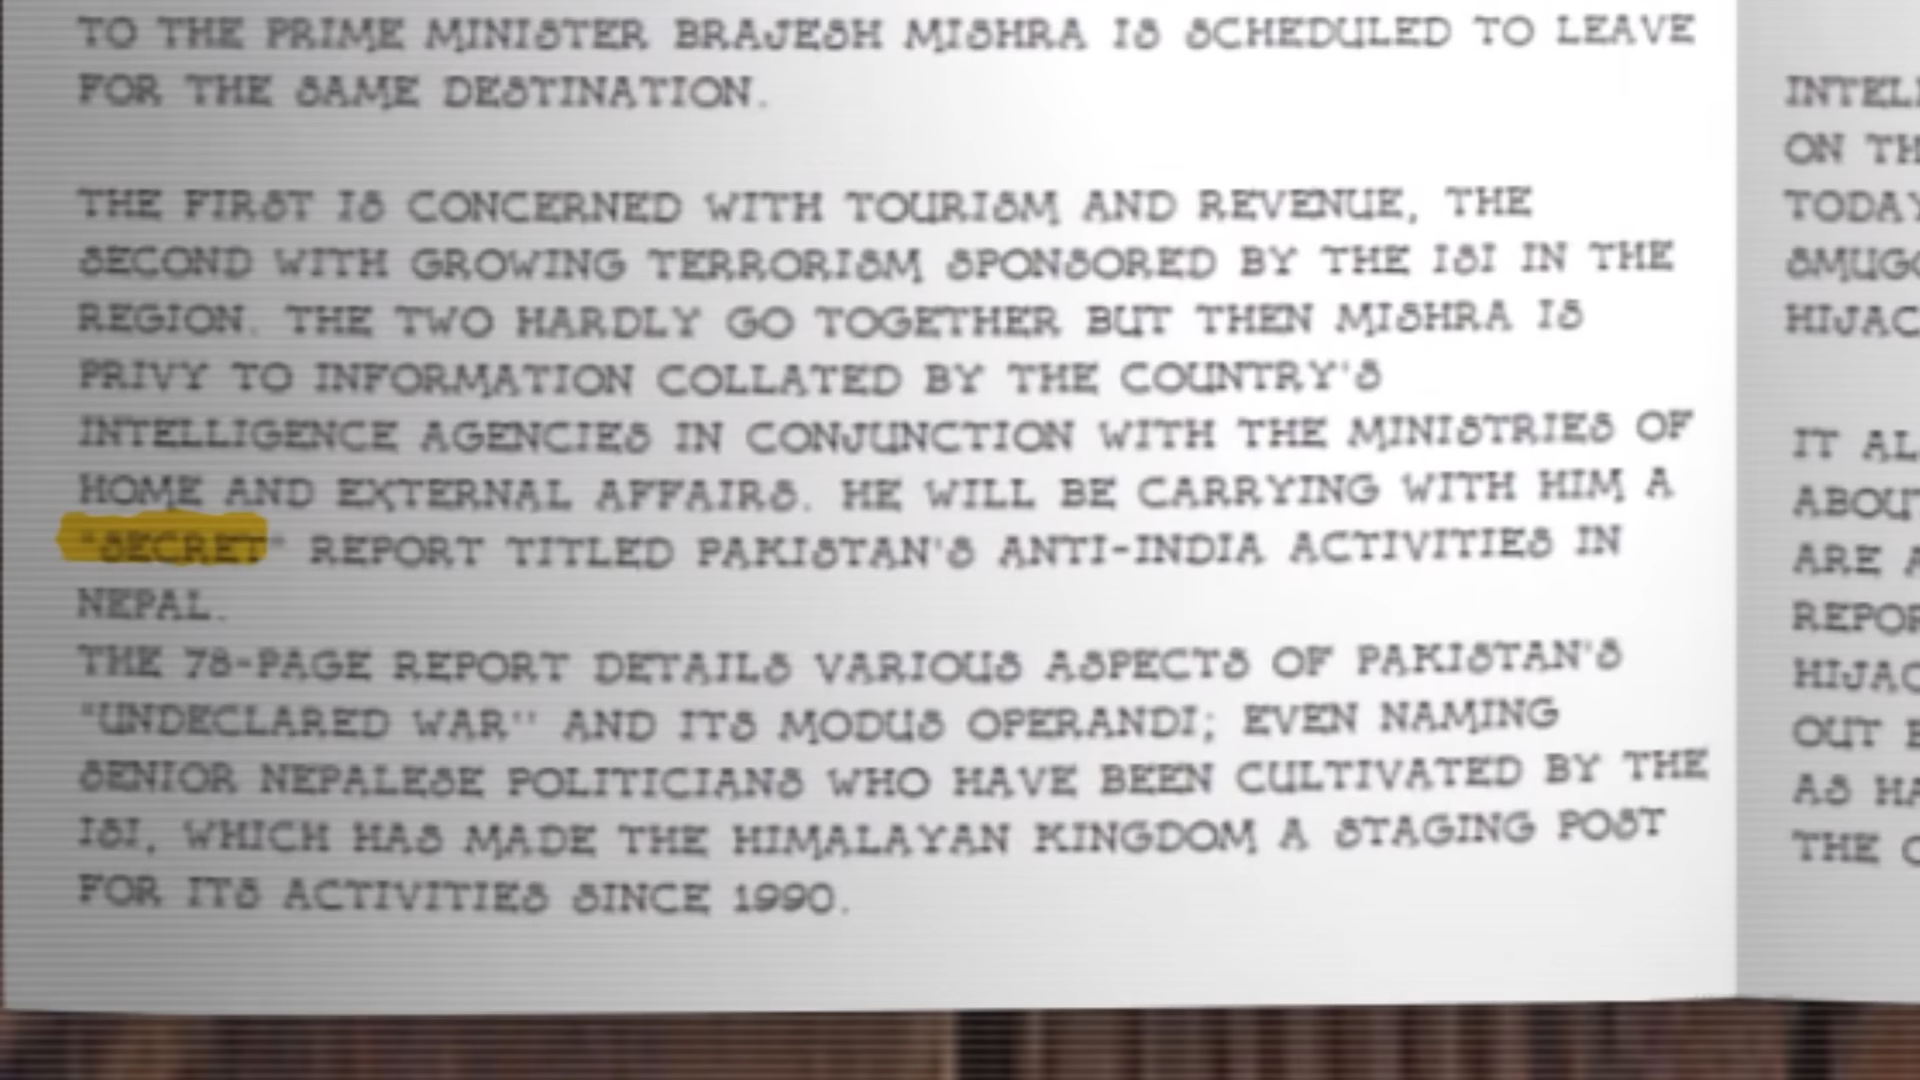 TO THE PRIME MINISTER BRAJESH MISHRA IS SCHEDULED TO LEAVE
FOR THE SAME DESTINATION.
THE FIRST IS CONCERNED WITH TOURISM AND REVENUE, THE
SECOND WITH GROWING TERRORISM SPONSORED BY THE ISI IN THE
REGION. THE TWO HARDLY GO TOGETHER BUT THEN MISHRA IS
PRIVY TO INFORMATION COLLATED BY THE COUNTRY'S
INTELLIGENCE AGENCIES IN CONJUNCTION WITH THE MINISTRIES OF
HOME AND EXTERNAL AFFAIRS. HE WILL BE CARRYING WITH HIM A
"SECRET" REPORT TITLED PAKISTAN'S ANTI-INDIA ACTIVITIES IN
NEPAL.
THE 78-PAGE REPORT DETAILS VARIOUS ASPECTS OF PAKISTAN'S
"UNDECLARED WAR'' AND ITS MODUS OPERANDI; EVEN NAMING
SENIOR NEPALESE POLITICIANS WHO HAVE BEEN CULTIVATED BY THE
ISI, WHICH HAS MADE THE HIMALAYAN KINGDOM A STAGING POST
FOR ITS ACTIVITIES SINCE 1990.
ON
TODAY
IT
ARE
OUT
AS
THE